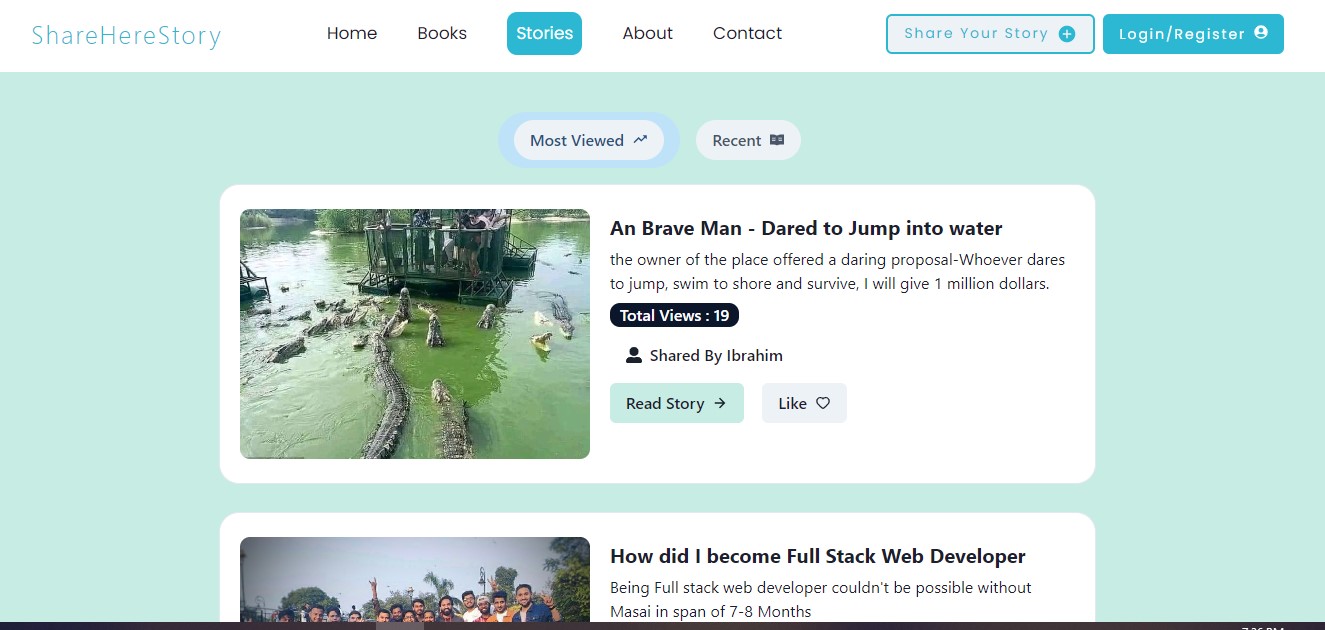 ShareHereStory
Home
Books
Stories
About
Contact
Share Your Story
Login/Register
Most Viewed
Recent
An Brave Man - Dared to Jump into water
the owner of the place offered a daring proposal-Whoever dares
to jump, swim to shore and survive, I will give 1 million dollars.
Total Views : 19
Shared By Ibrahim
Read Story
Like
How did I become Full Stack Web Developer
Being Full stack web developer couldn't be possible without
Masai in span of 7-8 Months